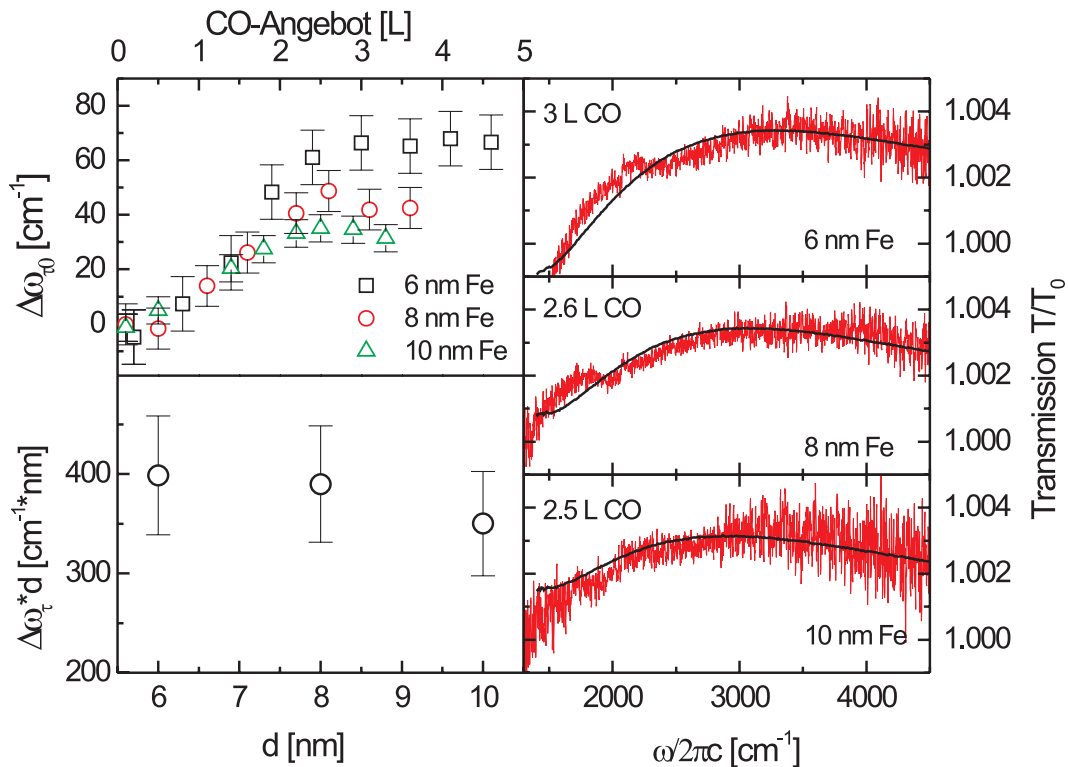 CO-Angebot [L]
0 1 2 3 4 5
80
60
40
20
0
Δω_τ0 [cm⁻¹]
6 nm Fe
8 nm Fe
10 nm Fe
400
300
200
Δω_τ*d [cm⁻¹*nm]
6 7 8 9 10
d [nm]
3 L CO
6 nm Fe
1.004
1.002
1.000
2.6 L CO
8 nm Fe
1.004
1.002
1.000
2.5 L CO
10 nm Fe
1.004
1.002
1.000
Transmission T/T₀
2000 3000 4000
ω/2πc [cm⁻¹]